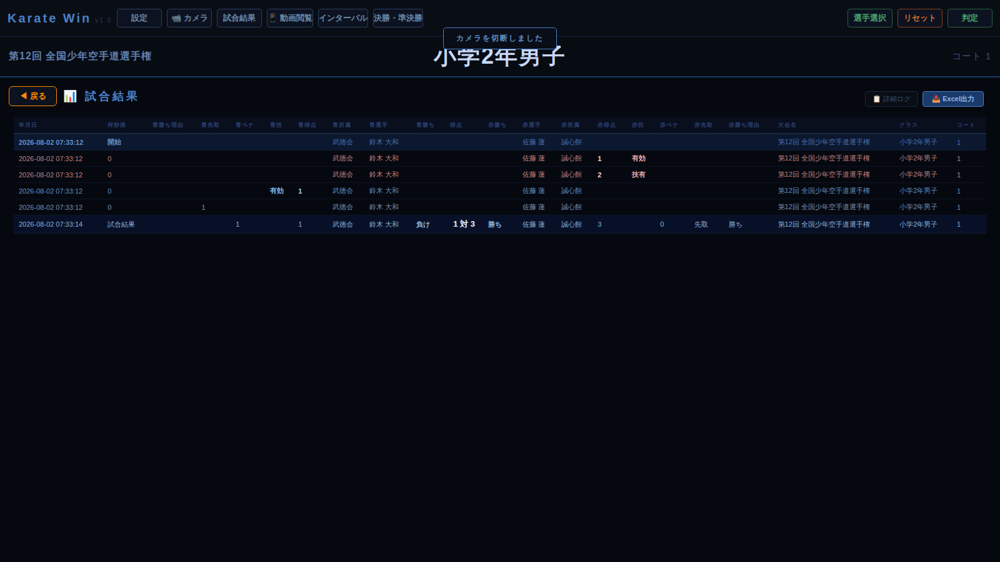 Karate Win v1.0 設定 📹 カメラ 試合結果 📱 動画閲覧 インターバル 決勝・準決勝 選手選択 リセット 判定
カメラを切断しました
第12回 全国少年空手道選手権 小学2年男子 コート 1
◀ 戻る 📊 試合結果 📋 詳細ログ 📥 Excel出力
年月日 何秒後 青勝ち理由 青先取 青ペナ 青技 青得点 青所属 青選手 青勝ち 得点 赤勝ち 赤選手 赤所属 赤得点 赤技 赤ペナ 赤先取 赤勝ち理由 大会名 クラス コート
2026-08-02 07:33:12 開始 武徳会 鈴木 大和 佐藤 蓮 誠心館 第12回 全国少年空手道選手権 小学2年男子 1
2026-08-02 07:33:12 0 武徳会 鈴木 大和 佐藤 蓮 誠心館 1 有効 第12回 全国少年空手道選手権 小学2年男子 1
2026-08-02 07:33:12 0 武徳会 鈴木 大和 佐藤 蓮 誠心館 2 技有 第12回 全国少年空手道選手権 小学2年男子 1
2026-08-02 07:33:12 0 有効 1 武徳会 鈴木 大和 佐藤 蓮 誠心館 第12回 全国少年空手道選手権 小学2年男子 1
2026-08-02 07:33:12 0 1 武徳会 鈴木 大和 佐藤 蓮 誠心館 第12回 全国少年空手道選手権 小学2年男子 1
2026-08-02 07:33:14 試合結果 1 1 武徳会 鈴木 大和 負け 1 対 3 勝ち 佐藤 蓮 誠心館 3 0 先取 勝ち 第12回 全国少年空手道選手権 小学2年男子 1